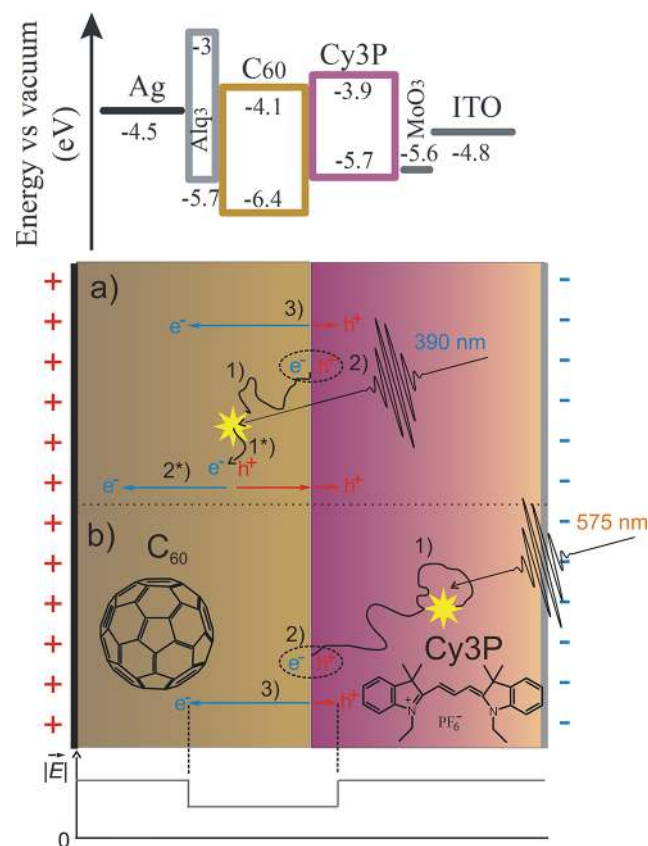 Energy vs vacuum
(eV)
Ag
-4.5
-3
Alq3
-5.7
C60
-4.1
-6.4
Cy3P
-3.9
-5.7
MoO3
-5.6
ITO
-4.8
+ + + + + + + + + + + +
- - - - - - - - - - - -
a)
3)
e- h+
390 nm
1)
e- h+ 2)
1*)
e- h+
2*)
e- h+
575 nm
b)
C60
1)
2)
e- h+
Cy3P
3)
e- h+
N+
N
PF6-
|E|
0